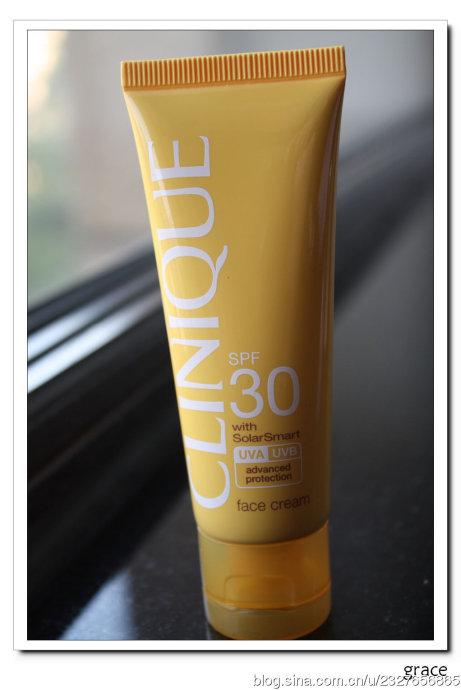 CLINIQUE
SPF
30
with
SolarSmart
UVA UVB
advanced
protection
face cream
grace
blog.sina.com.cn/u/2327656865